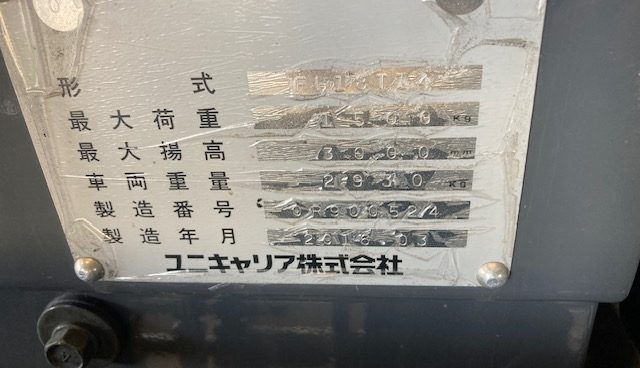 形式
最大荷重 1500 Kg
最大揚高 3000 mm
車両重量 2930 KG
製造番号
製造年月 2016.03
ユニキャリア株式会社